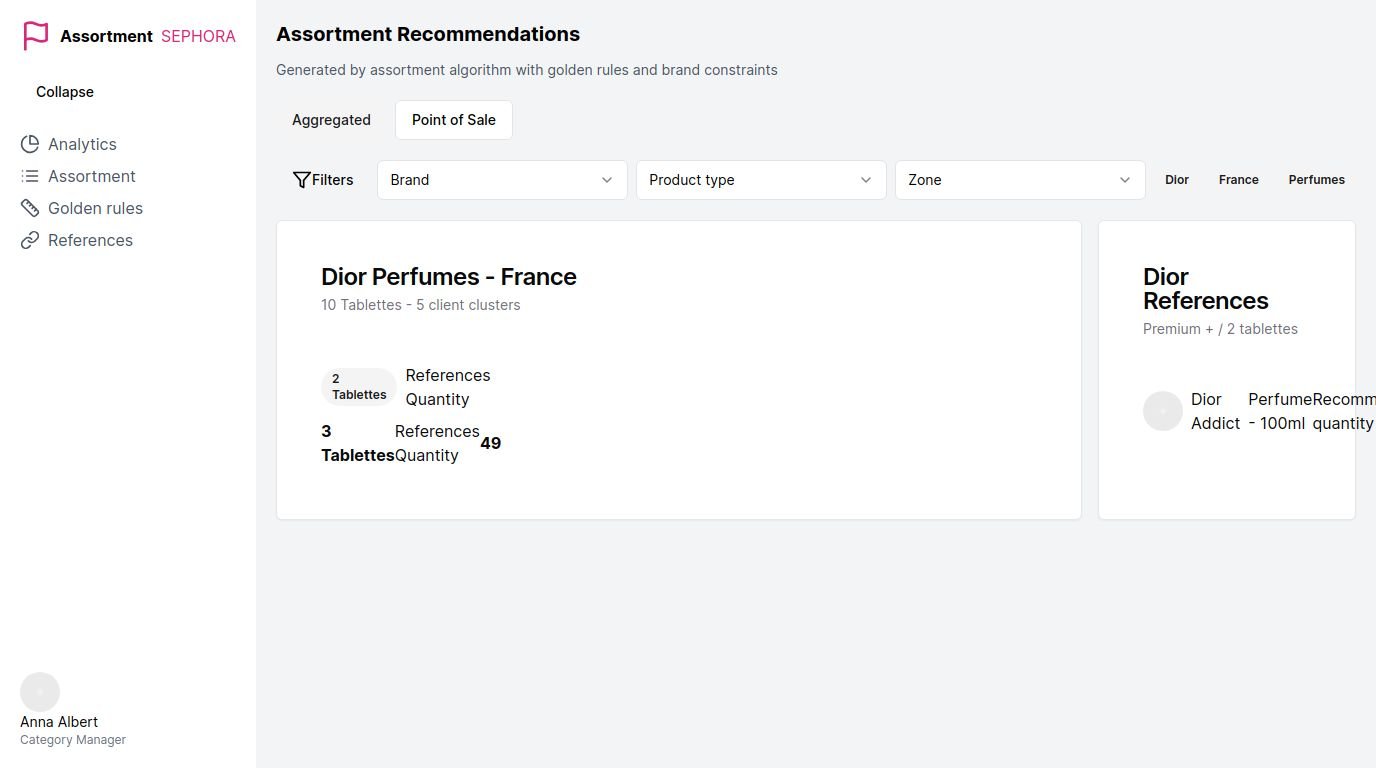 Assortment SEPHORA
Collapse
Analytics
Assortment
Golden rules
References
Anna Albert
Category Manager
Assortment Recommendations
Generated by assortment algorithm with golden rules and brand constraints
Aggregated
Point of Sale
Filters
Brand
Product type
Zone
Dior
France
Perfumes
Dior Perfumes - France
10 Tablettes - 5 client clusters
2
Tablettes
References
Quantity
3
Tablettes
References
Quantity
49
Dior
References
Premium + / 2 tablettes
Dior
Addict
Perfume
- 100ml
Recomm
quantity